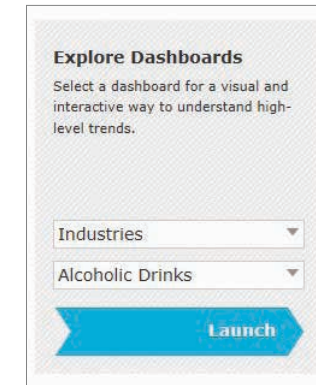 Explore Dashboards
Select a dashboard for a visual and
interactive way to understand high-
level trends.
Industries
Alcoholic Drinks
Launch